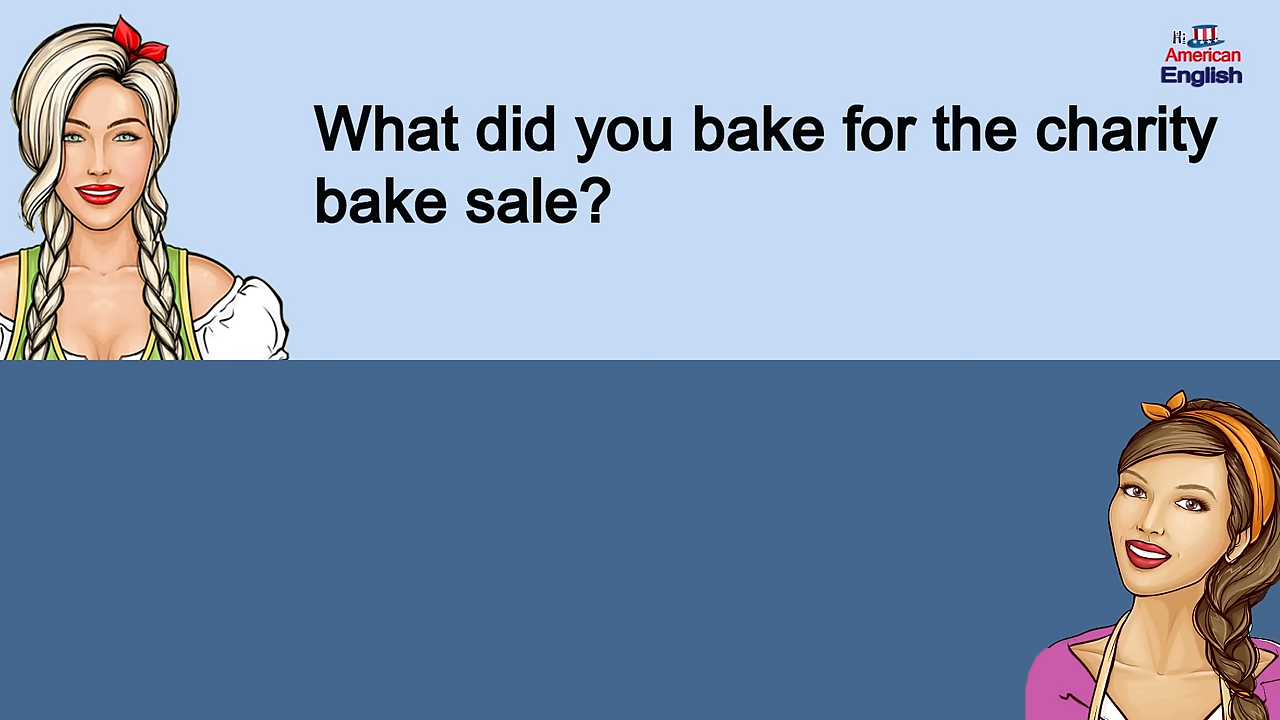 Hi
American
English
What did you bake for the charity
bake sale?